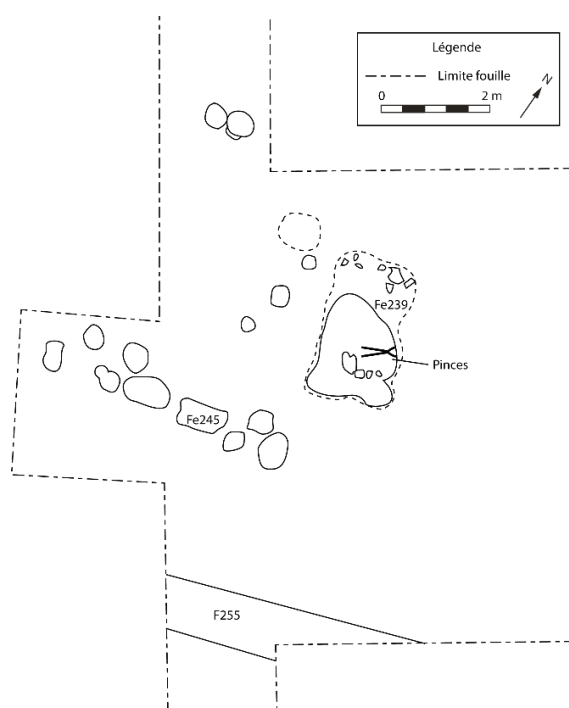 Légende
Limite fouille
0 2 m
N
Fe239
Pinces
Fe245
F255